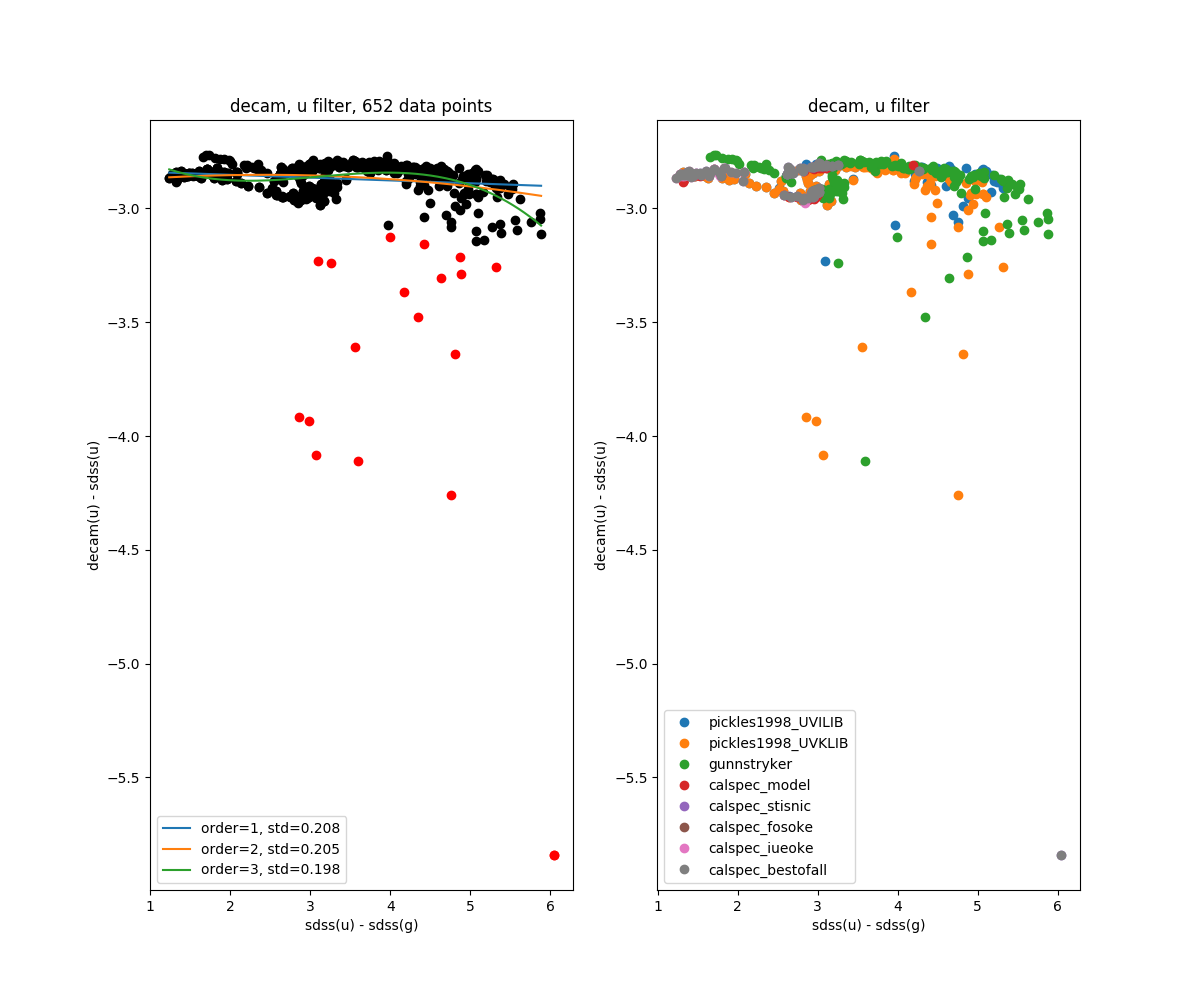 decam, u filter, 652 data points
−3.0
−3.5
−4.0
−4.5
−5.0
−5.5
decam(u) - sdss(u)
order=1, std=0.208
order=2, std=0.205
order=3, std=0.198
1 2 3 4 5 6
sdss(u) - sdss(g)
decam, u filter
−3.0
−3.5
−4.0
−4.5
−5.0
−5.5
decam(u) - sdss(u)
pickles1998_UVILIB
pickles1998_UVKLIB
gunnstryker
calspec_model
calspec_stisnic
calspec_fosoke
calspec_iueoke
calspec_bestofall
1 2 3 4 5 6
sdss(u) - sdss(g)